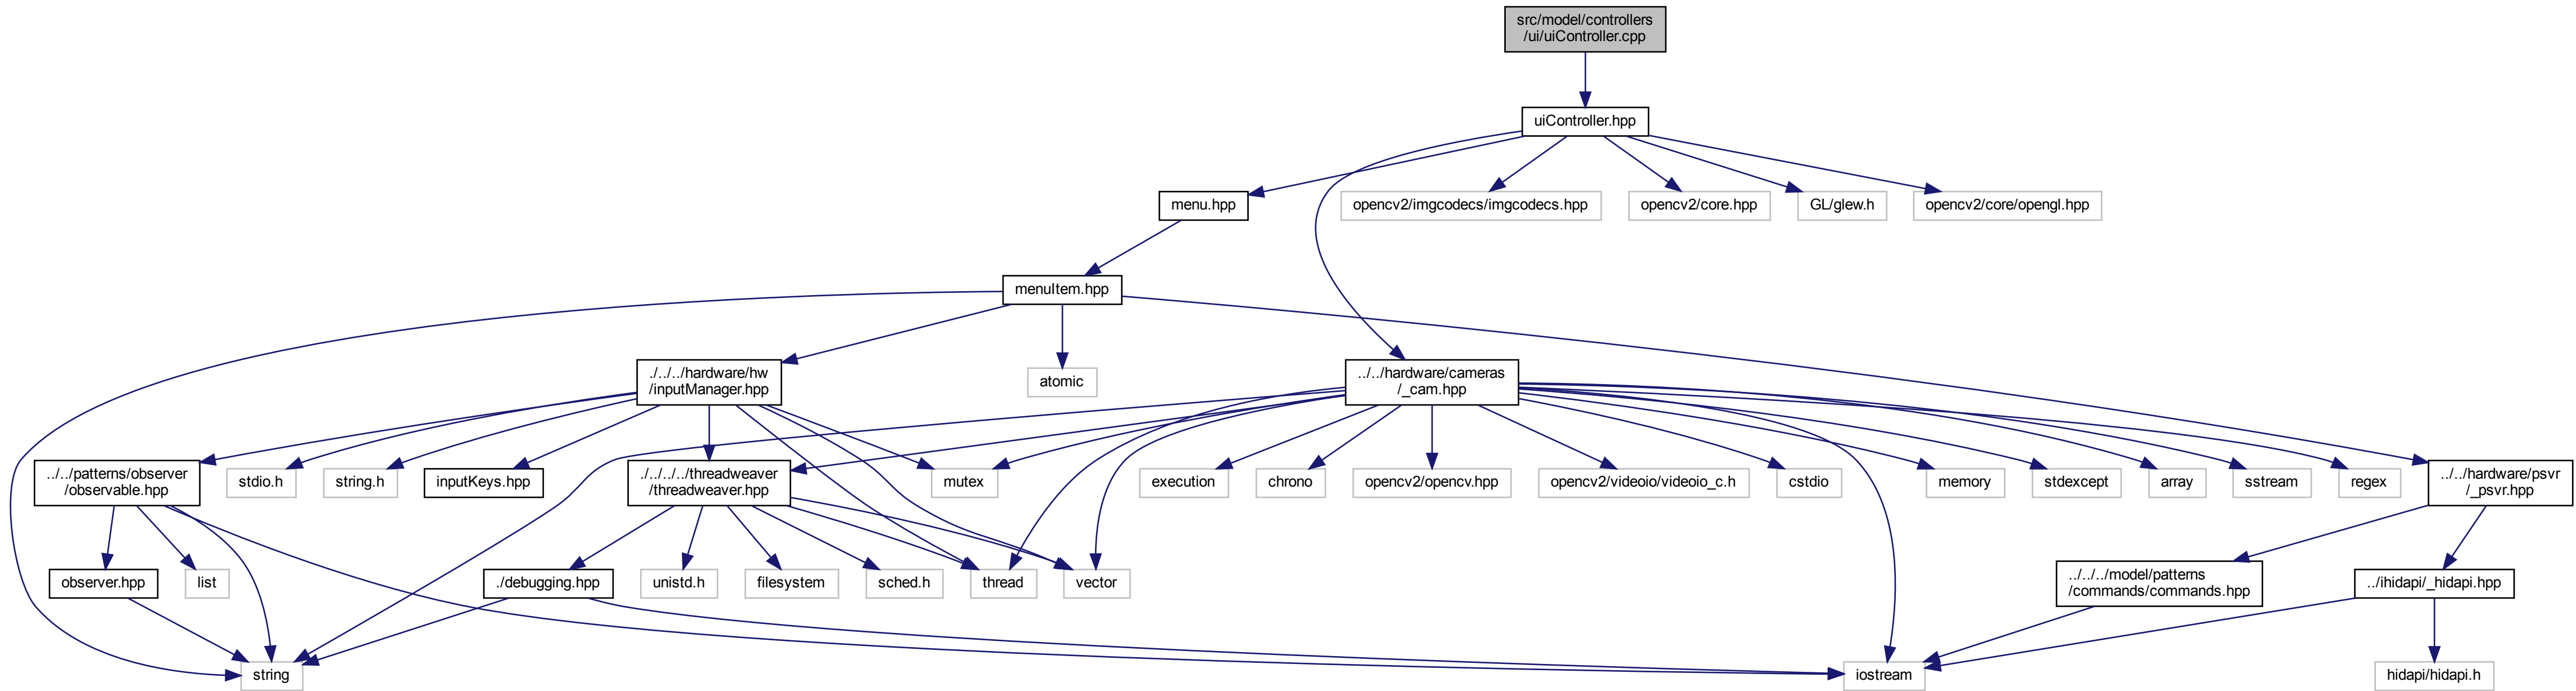 src/model/controllers
/ui/uiController.cpp
uiController.hpp
menu.hpp
opencv2/imgcodecs/imgcodecs.hpp
opencv2/core.hpp
GL/glew.h
opencv2/core/opengl.hpp
menuItem.hpp
./../../hardware/hw
/inputManager.hpp
atomic
../../hardware/cameras
/_cam.hpp
../../patterns/observer
/observable.hpp
stdio.h
string.h
inputKeys.hpp
./../../../threadweaver
/threadweaver.hpp
mutex
execution
chrono
opencv2/opencv.hpp
opencv2/videoio/videoio_c.h
cstdio
memory
stdexcept
array
sstream
regex
../../hardware/psvr
/_psvr.hpp
observer.hpp
list
./debugging.hpp
unistd.h
filesystem
sched.h
thread
vector
../../../model/patterns
/commands/commands.hpp
../ihidapi/_hidapi.hpp
string
iostream
hidapi/hidapi.h